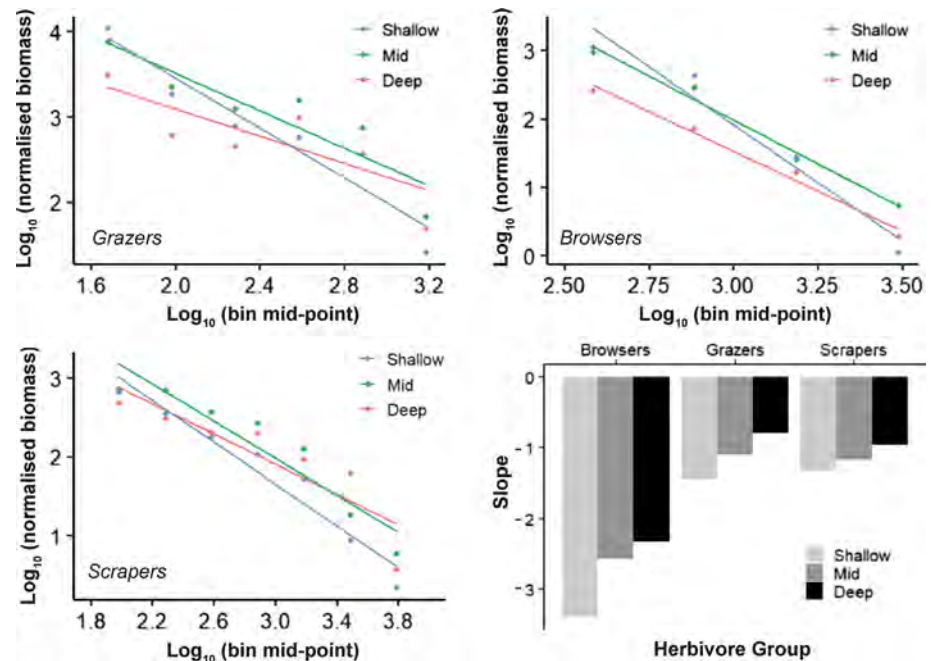 Log10 (normalised biomass)
4
3
2
Shallow
Mid
Deep
Grazers
1.6 2.0 2.4 2.8 3.2
Log10 (bin mid-point)
Log10 (normalised biomass)
3
2
1
0
Shallow
Mid
Deep
Browsers
2.50 2.75 3.00 3.25 3.50
Log10 (bin mid-point)
Log10 (normalised biomass)
3
2
1
Shallow
Mid
Deep
Scrapers
1.8 2.2 2.6 3.0 3.4 3.8
Log10 (bin mid-point)
Browsers Grazers Scrapers
Slope
0
-1
-2
-3
Shallow
Mid
Deep
Herbivore Group